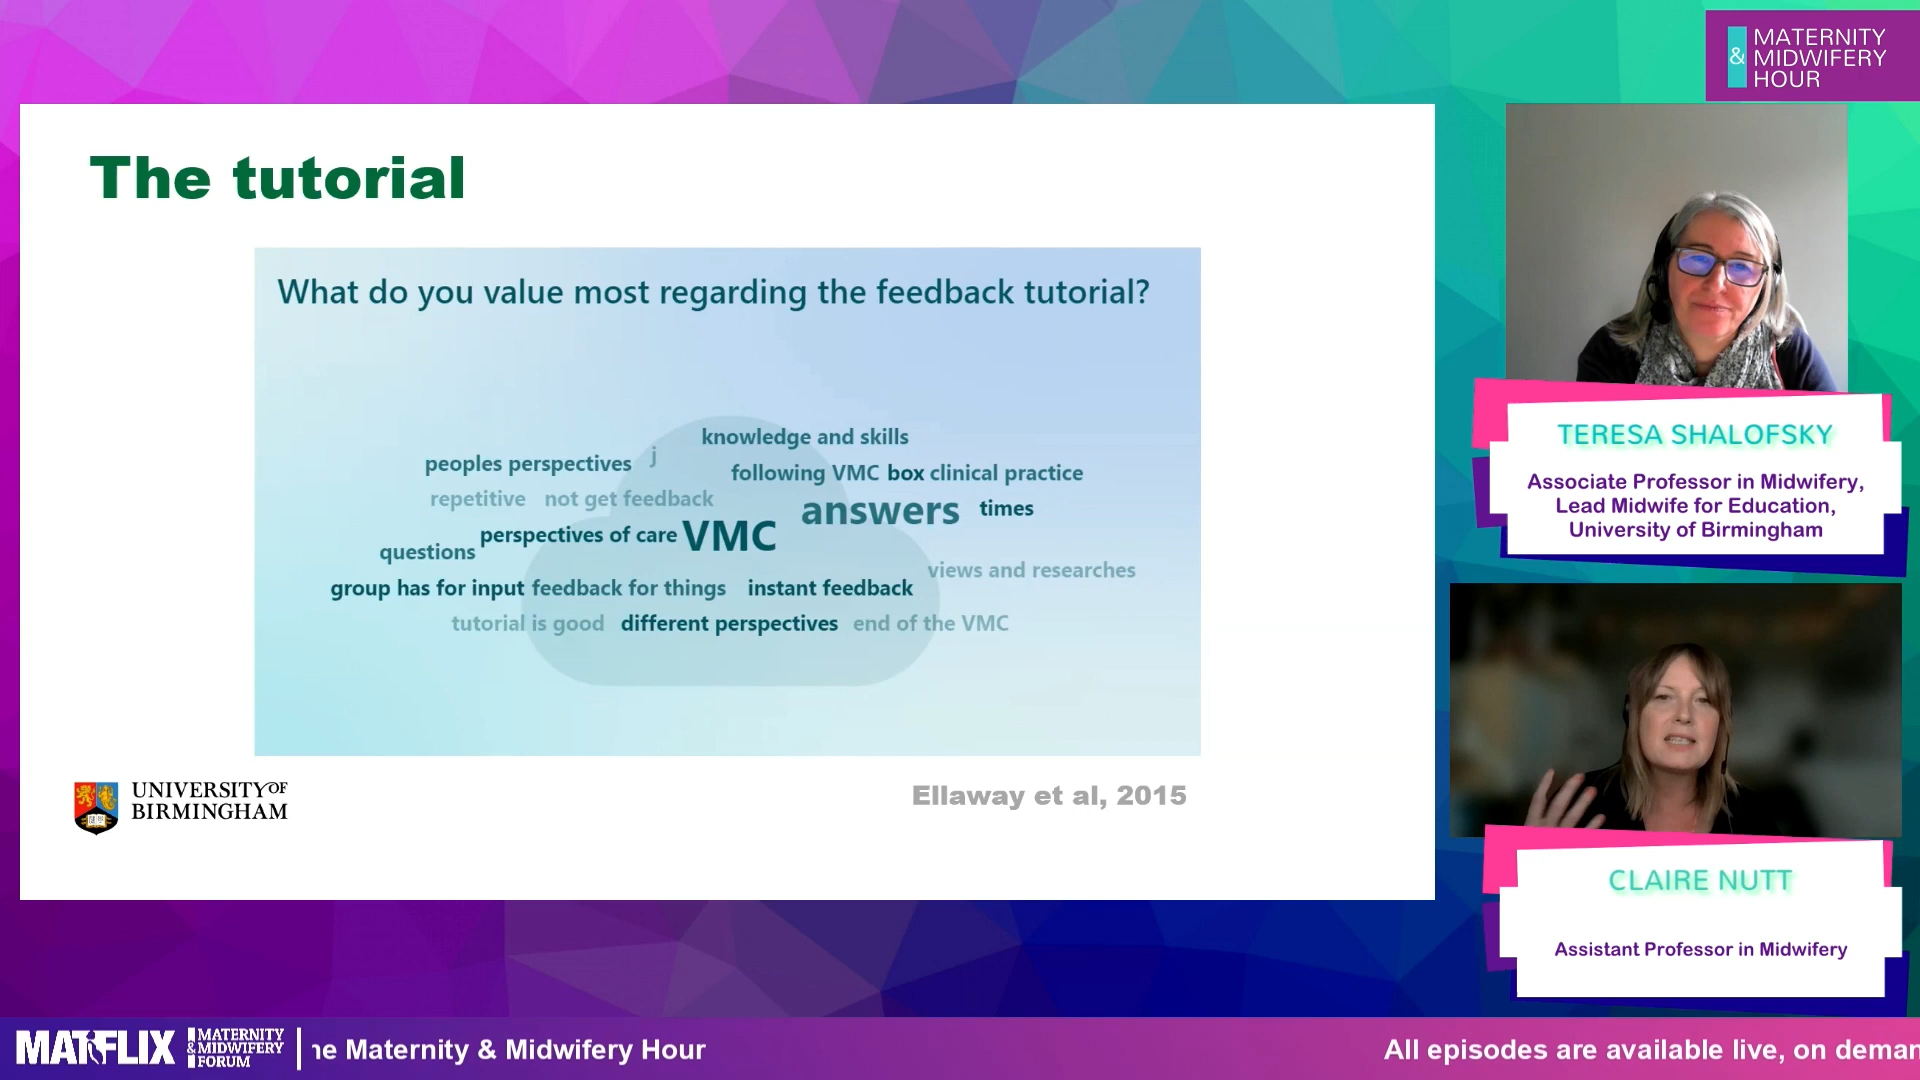 &
MATERNITY
MIDWIFERY
HOUR
The tutorial
What do you value most regarding the feedback tutorial?
knowledge and skills
peoples perspectives j
following VMC box clinical practice
repetitive not get feedback
answers times
perspectives of care VMC
questions
views and researches
group has for input feedback for things instant feedback
tutorial is good different perspectives end of the VMC
UNIVERSITY OF
BIRMINGHAM
Ellaway et al, 2015
TERESA SHALOFSKY
Associate Professor in Midwifery,
Lead Midwife for Education,
University of Birmingham
CLAIRE NUTT
Assistant Professor in Midwifery
MATFLIX
MATERNITY
& MIDWIFERY
FORUM
he Maternity & Midwifery Hour
All episodes are available live, on deman